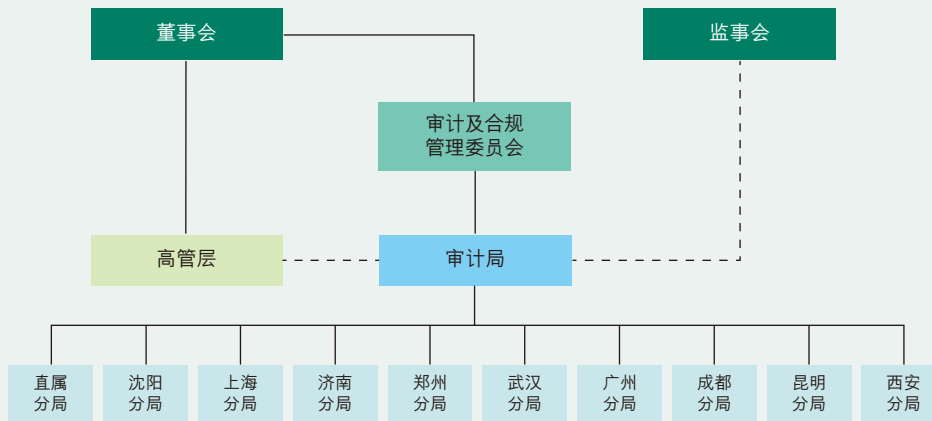 董事会
监事会
审计及合规
管理委员会
高管层
审计局
直属
分局
沈阳
分局
上海
分局
济南
分局
郑州
分局
武汉
分局
广州
分局
成都
分局
昆明
分局
西安
分局